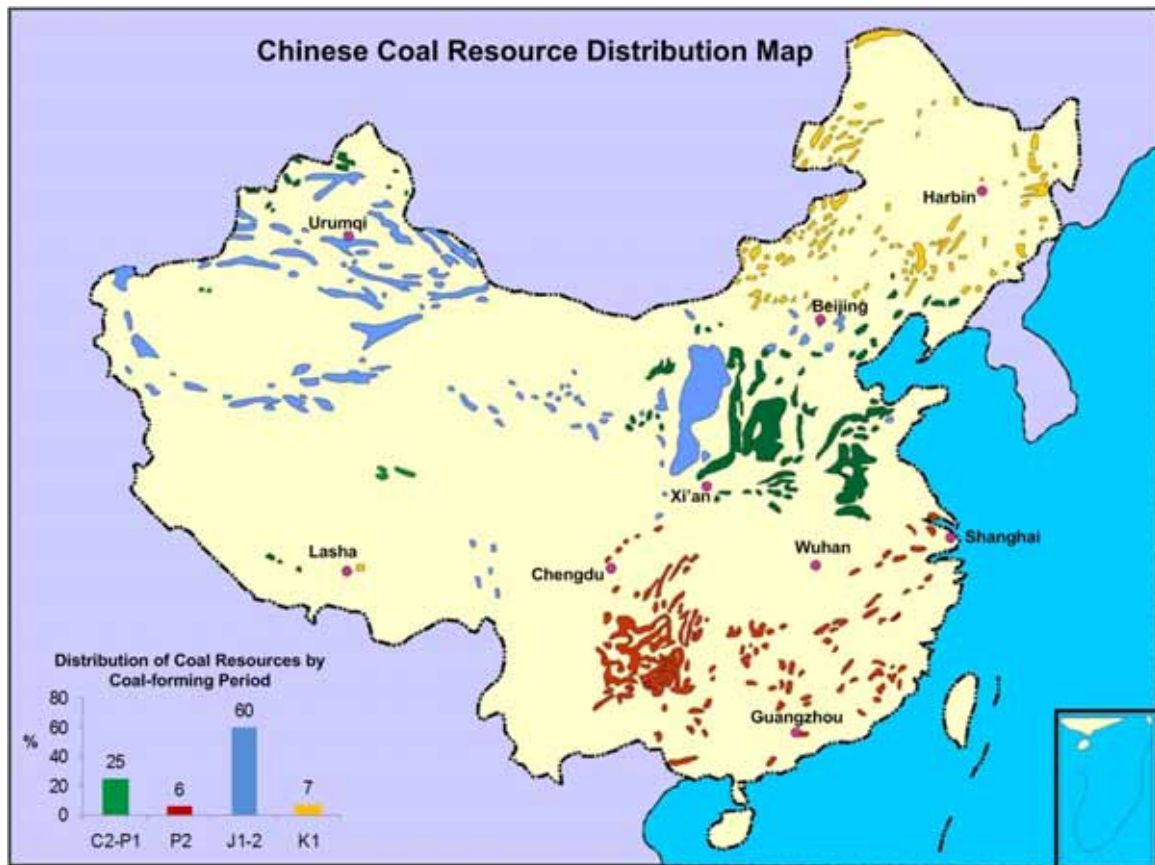 Chinese Coal Resource Distribution Map
Harbin
Urumqi
Beijing
Xi'an
Shanghai
Lasha
Wuhan
Chengdu
Guangzhou
Distribution of Coal Resources by
Coal-forming Period
80
60
40
20
0
%
25
6
60
7
C2-P1
P2
J1-2
K1